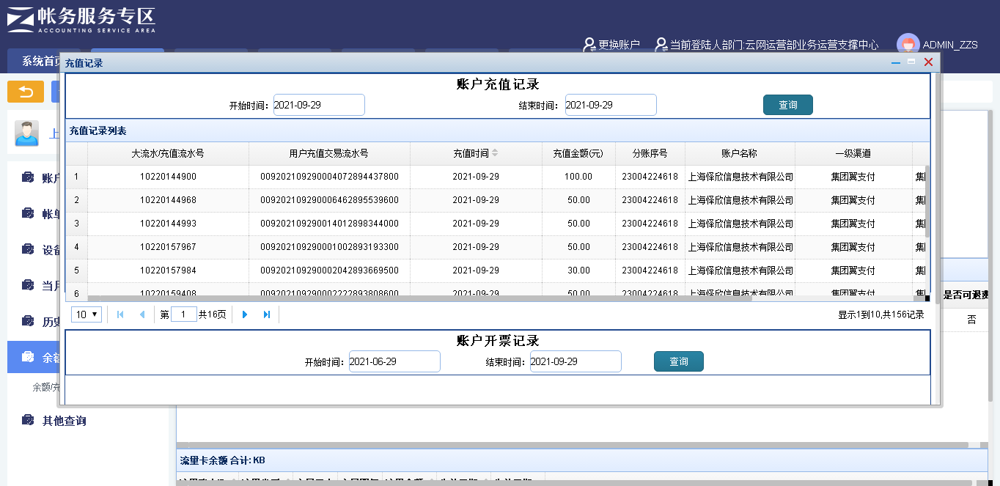 帐务服务专区
ACCOUNTING SERVICE AREA
更换账户 当前登陆人部门:云网运营部业务运营支撑中心 ADMIN_ZZS
系统首页
充值记录
账户充值记录
开始时间: 2021-09-29 结束时间: 2021-09-29 查询
充值记录列表
大流水/充值流水号 用户充值交易流水号 充值时间 充值金额(元) 分账序号 账户名称 一级渠道
1 10220144900 009202109290004072894437800 2021-09-29 100.00 23004224618 上海怿欣信息技术有限公司 集团翼支付 集
2 10220144968 009202109290006462895539600 2021-09-29 50.00 23004224618 上海怿欣信息技术有限公司 集团翼支付 集
3 10220144993 009202109290014012898344000 2021-09-29 50.00 23004224618 上海怿欣信息技术有限公司 集团翼支付 集
4 10220157967 009202109290001002893193300 2021-09-29 50.00 23004224618 上海怿欣信息技术有限公司 集团翼支付 集
5 10220157984 009202109290002042893669500 2021-09-29 30.00 23004224618 上海怿欣信息技术有限公司 集团翼支付 集
6 10220159408 009202109290002222893808600 2021-09-29 50.00 23004224618 上海怿欣信息技术有限公司 集团翼支付 集
10 第 1 共16页 显示1到10,共156记录
账户开票记录
开始时间: 2021-06-29 结束时间: 2021-09-29 查询
上
账户
帐单
设备
当月
历史
余额
余额/充
其他查询
是否可退费
否
流量卡余额 合计: KB